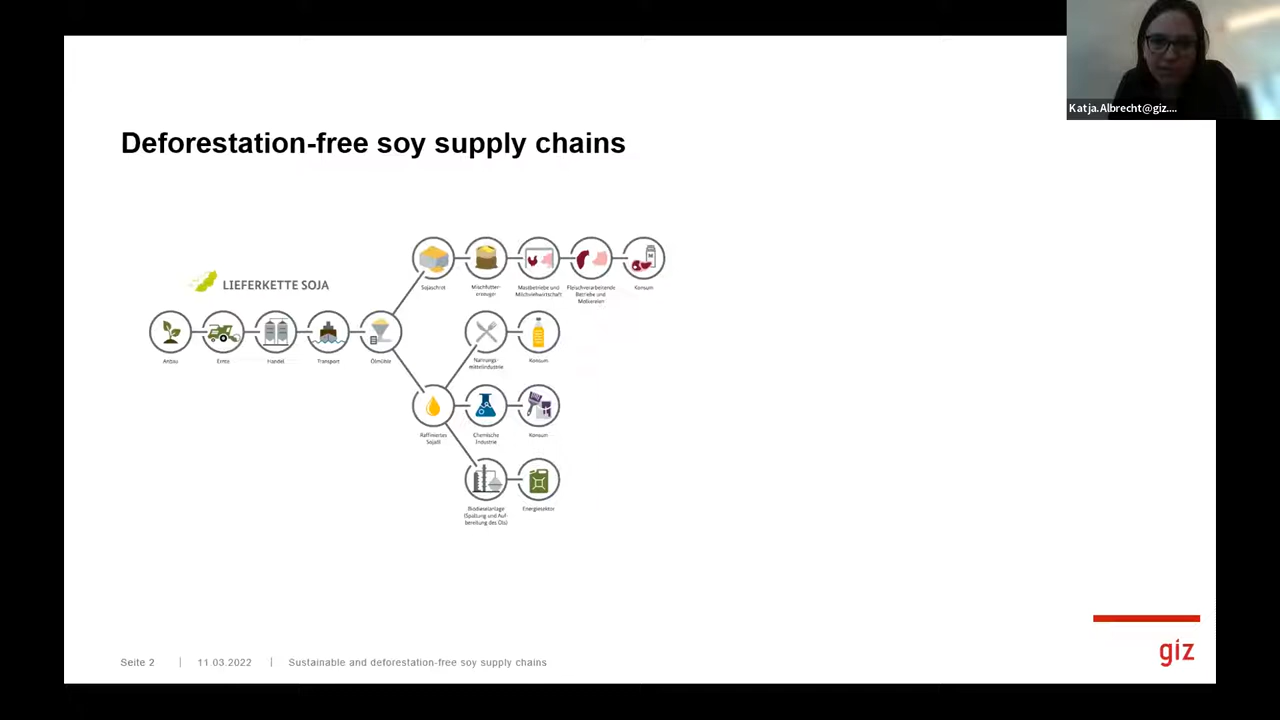 Katja.Albrecht@giz....
Deforestation-free soy supply chains
LIEFERKETTE SOJA
Sojaschrot
Mischfutter-
erzeuger
Mastbetriebe und
Milchviehwirtschaft
Fleischverarbeitende
Betriebe und
Molkereien
Konsum
Anbau
Ernte
Handel
Transport
Ölmühle
Nahrungs-
mittelindustrie
Konsum
Raffiniertes
Sojaöl
Chemische
Industrie
Konsum
Biodieselanlage
(Spaltung und Auf-
bereitung des Öls)
Energiesektor
Seite 2
11.03.2022
Sustainable and deforestation-free soy supply chains
giz